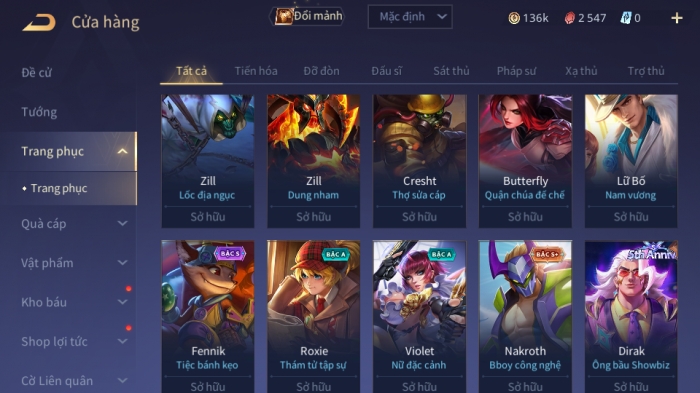 Cửa hàng
Đổi mảnh
Mặc định
136k
2 547
0
Đề cử
Tướng
Trang phục
Trang phục
Quà cáp
Vật phẩm
Kho báu
Shop lợi tức
Cờ Liên quân
Tất cả Tiến hóa Đỡ đòn Đấu sĩ Sát thủ Pháp sư Xạ thủ Trợ thủ
Zill
Lốc địa ngục
Sở hữu
Zill
Dung nham
Sở hữu
Cresht
Thợ sửa cáp
Sở hữu
Butterfly
Quận chúa đế chế
Sở hữu
Lữ Bố
Nam vương
Sở hữu
BẬC S
Fennik
Tiệc bánh kẹo
Sở hữu
BẬC A
Roxie
Thám tử tập sự
Sở hữu
BẬC A
Violet
Nữ đặc cảnh
Sở hữu
BẬC S+
Nakroth
Bboy công nghệ
Sở hữu
5th Anniv
Dirak
Ông bầu Showbiz
Sở hữu